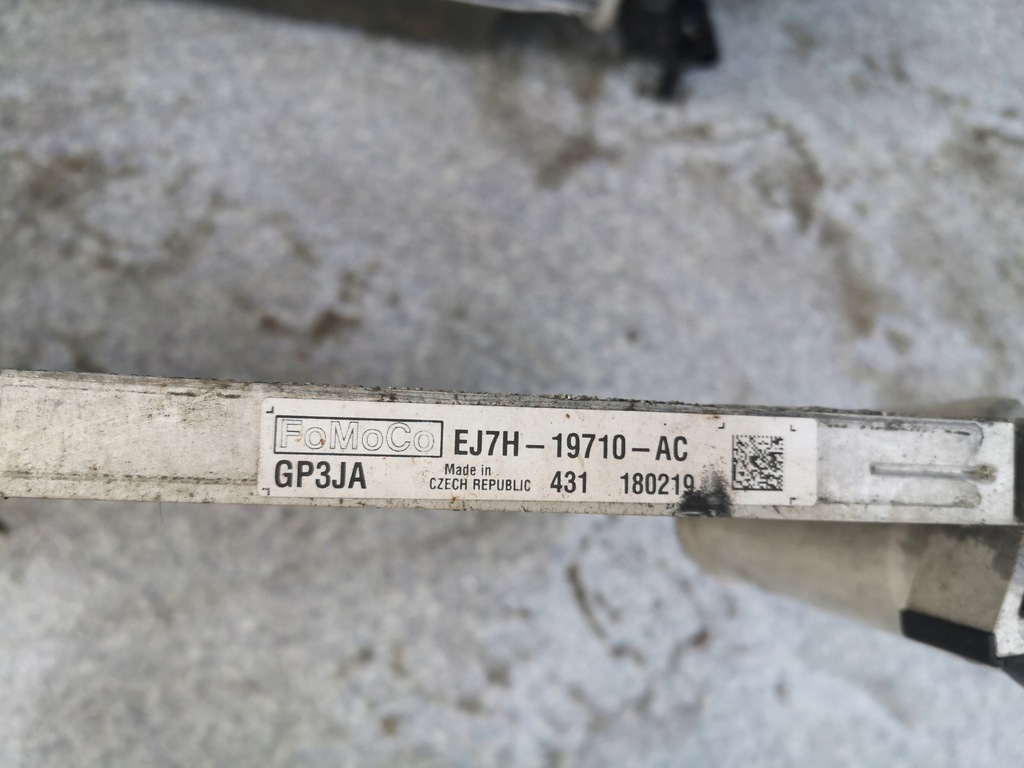 FoMoCo EJ7H-19710-AC
GP3JA Made in CZECH REPUBLIC 431 180219